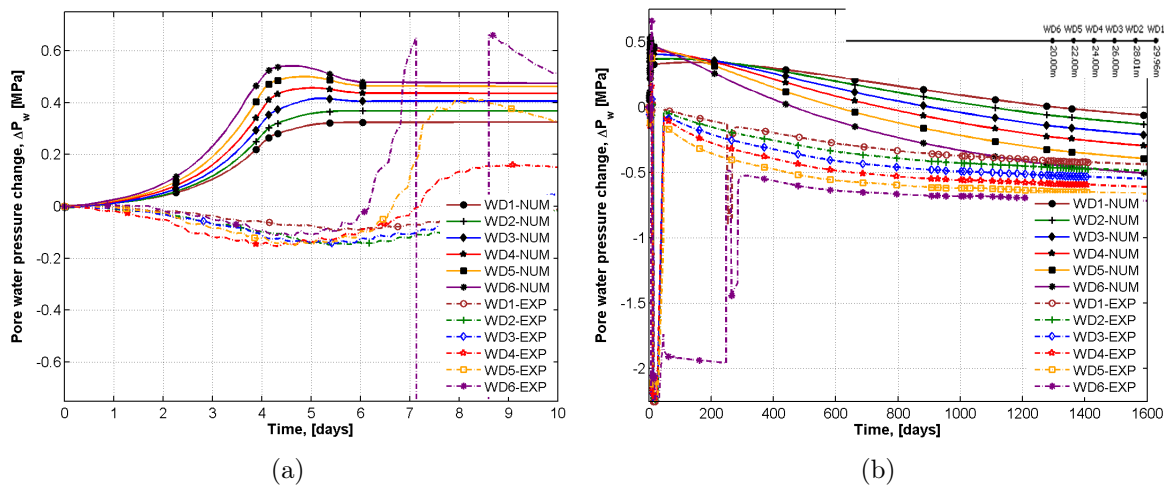 Pore water pressure change, ΔPw [MPa]
0.6
0.4
0.2
0
-0.2
-0.4
-0.6
0 1 2 3 4 5 6 7 8 9 10
Time, [days]
WD1-NUM
WD2-NUM
WD3-NUM
WD4-NUM
WD5-NUM
WD6-NUM
WD1-EXP
WD2-EXP
WD3-EXP
WD4-EXP
WD5-EXP
WD6-EXP
(a)
Pore water pressure change, ΔPw [MPa]
0.5
0
-0.5
-1
-1.5
-2
0 200 400 600 800 1000 1200 1400 1600
Time, [days]
WD6 WD5 WD4 WD3 WD2 WD1
20.00m 22.00m 24.00m 26.00m 28.01m 29.96m
WD1-NUM
WD2-NUM
WD3-NUM
WD4-NUM
WD5-NUM
WD6-NUM
WD1-EXP
WD2-EXP
WD3-EXP
WD4-EXP
WD5-EXP
WD6-EXP
(b)